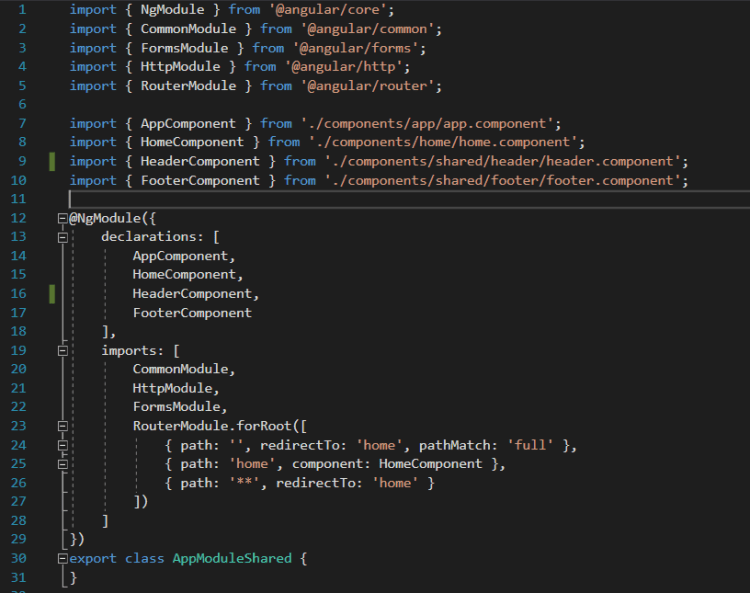 1 import { NgModule } from '@angular/core';
2 import { CommonModule } from '@angular/common';
3 import { FormsModule } from '@angular/forms';
4 import { HttpModule } from '@angular/http';
5 import { RouterModule } from '@angular/router';
6
7 import { AppComponent } from './components/app/app.component';
8 import { HomeComponent } from './components/home/home.component';
9 import { HeaderComponent } from './components/shared/header/header.component';
10 import { FooterComponent } from './components/shared/footer/footer.component';
11
12 @NgModule({
13     declarations: [
14         AppComponent,
15         HomeComponent,
16         HeaderComponent,
17         FooterComponent
18     ],
19     imports: [
20         CommonModule,
21         HttpModule,
22         FormsModule,
23         RouterModule.forRoot([
24             { path: '', redirectTo: 'home', pathMatch: 'full' },
25             { path: 'home', component: HomeComponent },
26             { path: '**', redirectTo: 'home' }
27         ])
28     ]
29 })
30 export class AppModuleShared {
31 }